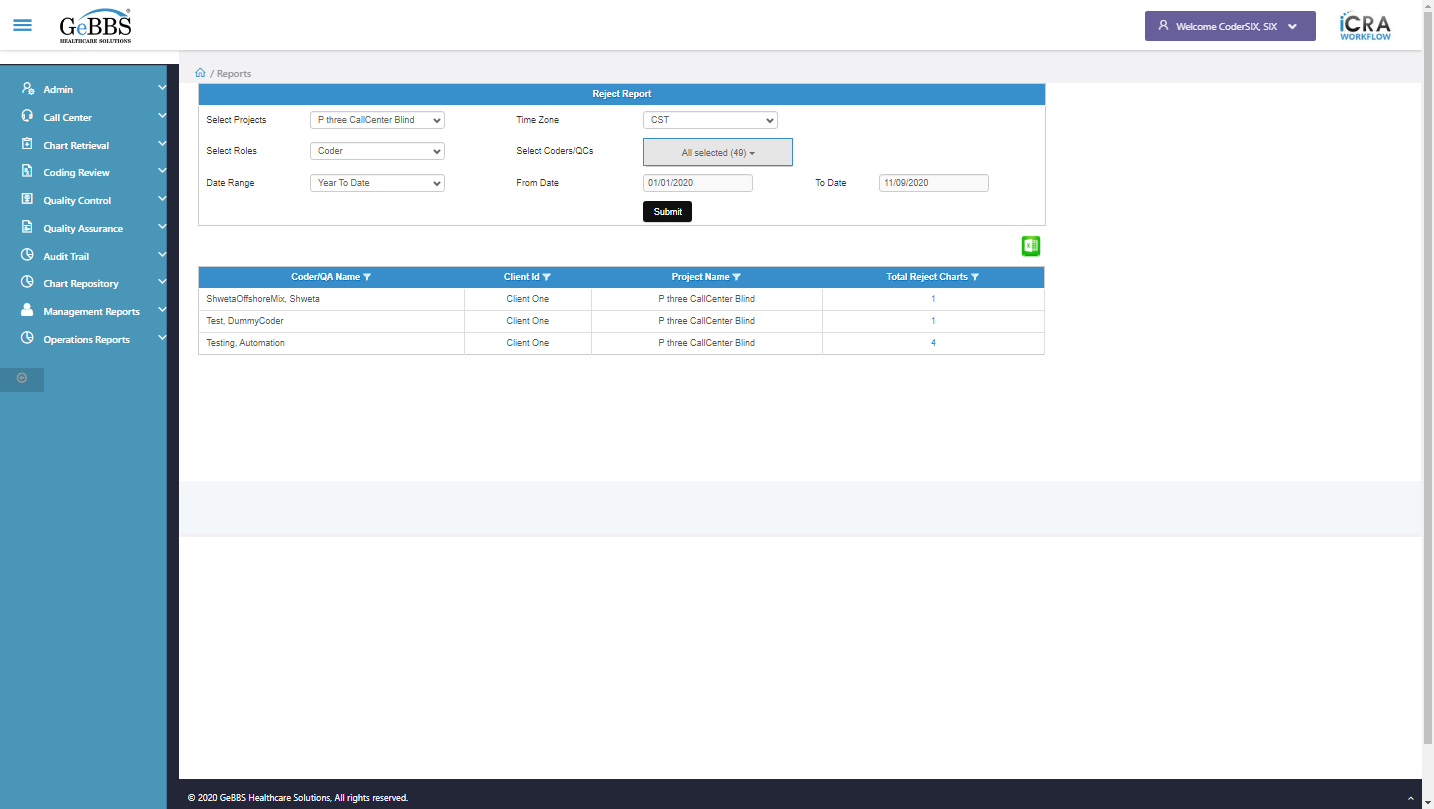 GeBBS®
HEALTHCARE SOLUTIONS
Welcome CoderSIX, SIX
iCRA
WORKFLOW
Admin
Call Center
Chart Retrieval
Coding Review
Quality Control
Quality Assurance
Audit Trail
Chart Repository
Management Reports
Operations Reports
/ Reports
Reject Report
Select Projects P three CallCenter Blind Time Zone CST
Select Roles Coder Select Coders/QCs All selected (49)
Date Range Year To Date From Date 01/01/2020 To Date 11/09/2020
Submit
Coder/QA Name Client Id Project Name Total Reject Charts
ShwetaOffshoreMix, Shweta Client One P three CallCenter Blind 1
Test, DummyCoder Client One P three CallCenter Blind 1
Testing, Automation Client One P three CallCenter Blind 4
© 2020 GeBBS Healthcare Solutions, All rights reserved.